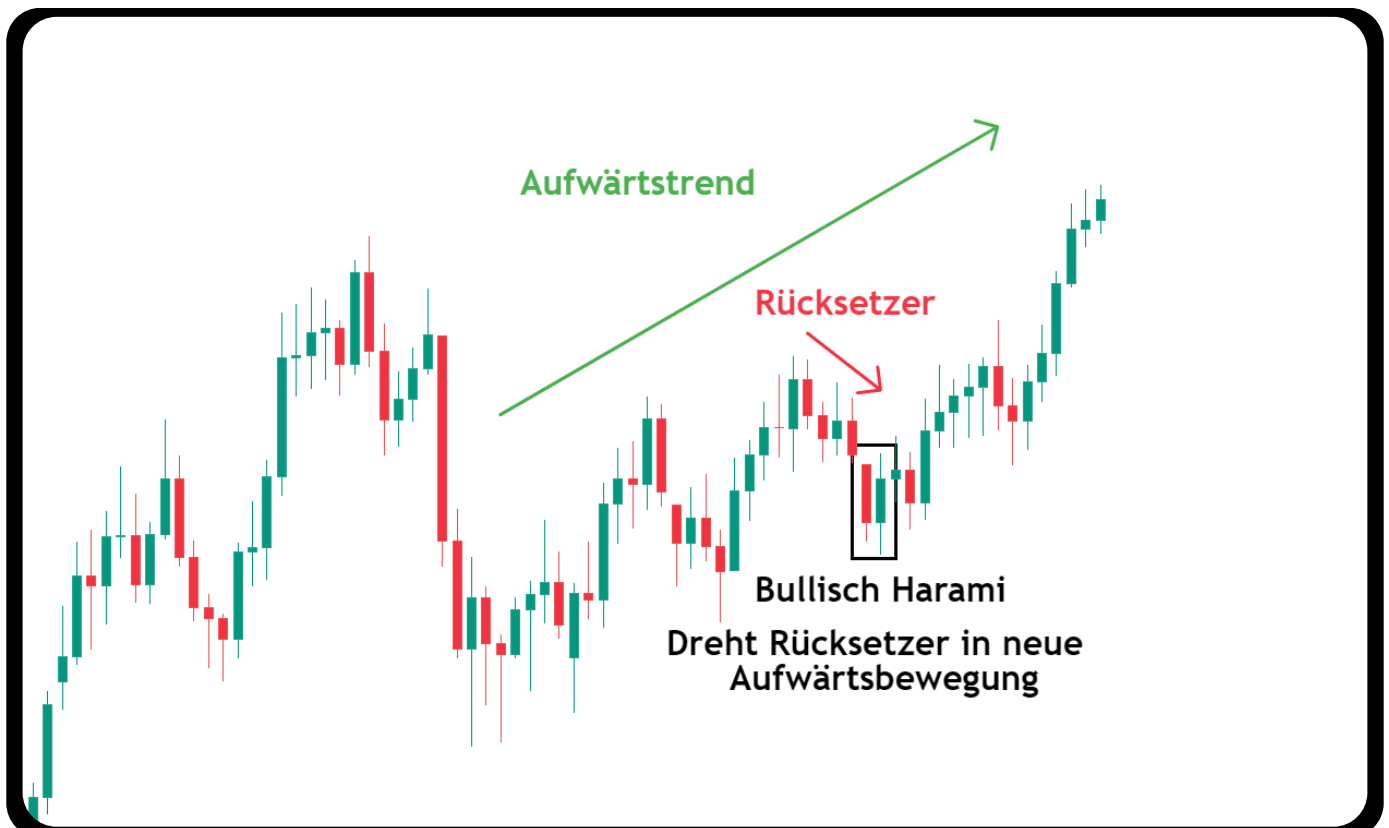 Aufwärtstrend
Rücksetzer
Bullisch Harami
Dreht Rücksetzer in neue
Aufwärtsbewegung